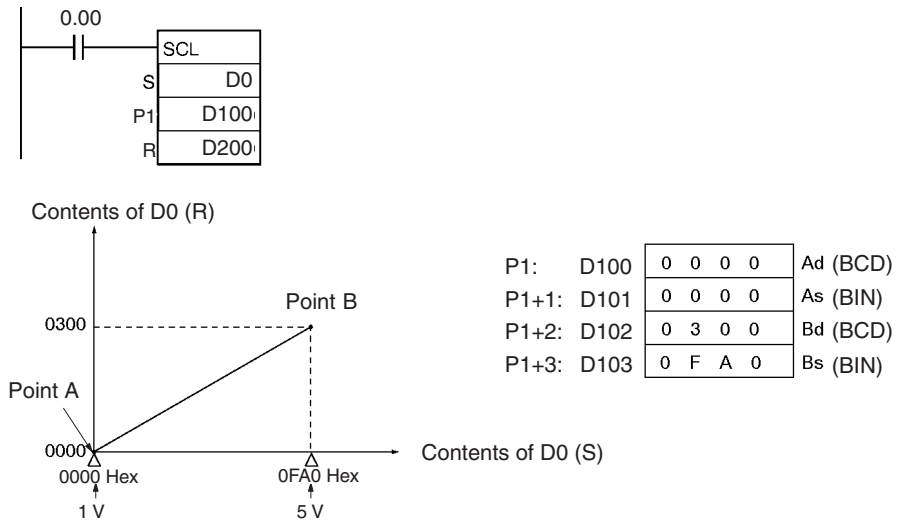 0.00
SCL
S D0
P1 D100
R D200
Contents of D0 (R)
Point B
0300
Point A
0000
Contents of D0 (S)
0000 Hex 0FA0 Hex
1 V 5 V
P1: D100 0 0 0 0 Ad (BCD)
P1+1: D101 0 0 0 0 As (BIN)
P1+2: D102 0 3 0 0 Bd (BCD)
P1+3: D103 0 F A 0 Bs (BIN)